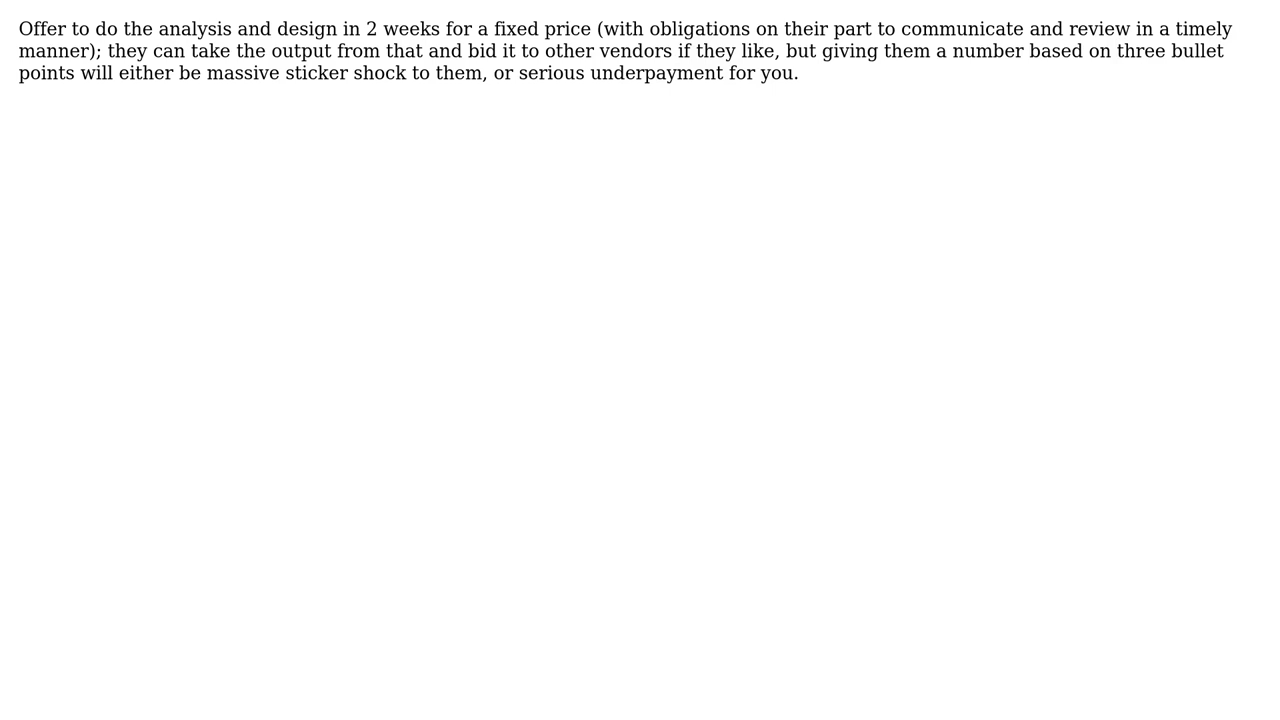 Offer to do the analysis and design in 2 weeks for a fixed price (with obligations on their part to communicate and review in a timely
manner); they can take the output from that and bid it to other vendors if they like, but giving them a number based on three bullet
points will either be massive sticker shock to them, or serious underpayment for you.